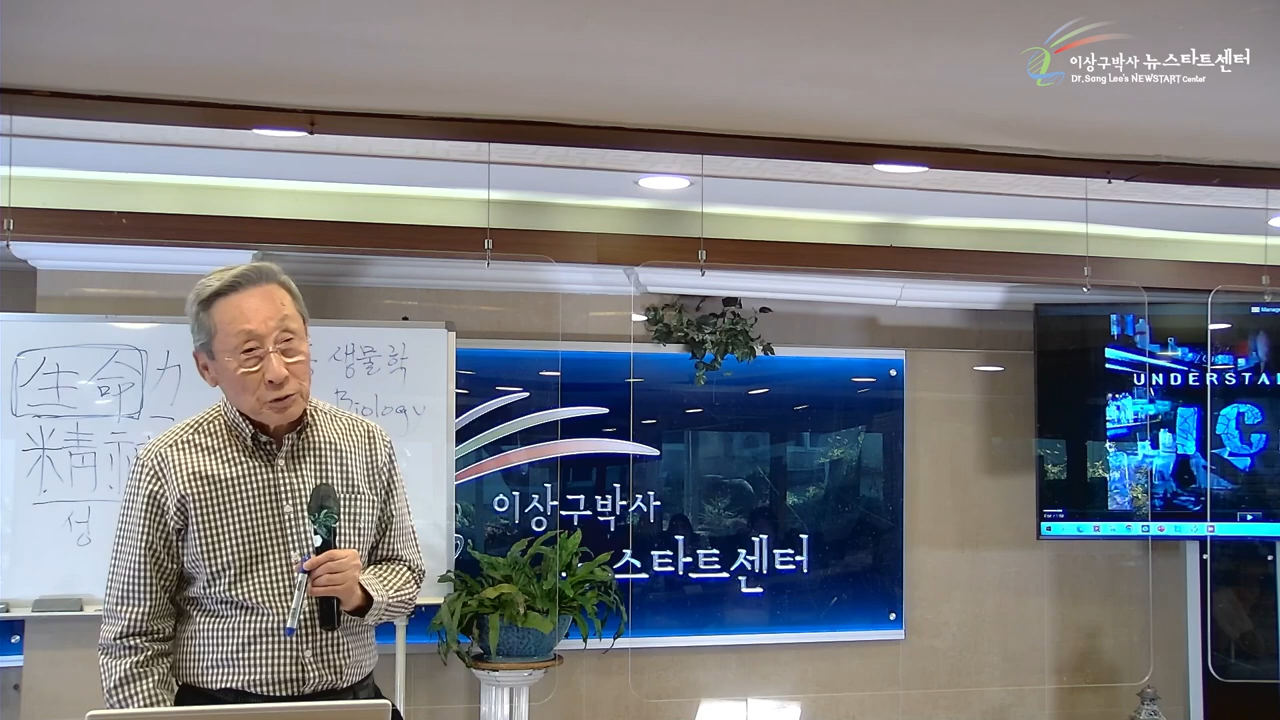 이상구박사 뉴스타트센터
Dr. Sang Lee's NEWSTART Center
生命力
생물학
Biology
精神
성
이상구박사
스타트센터
UNDERSTA
IC